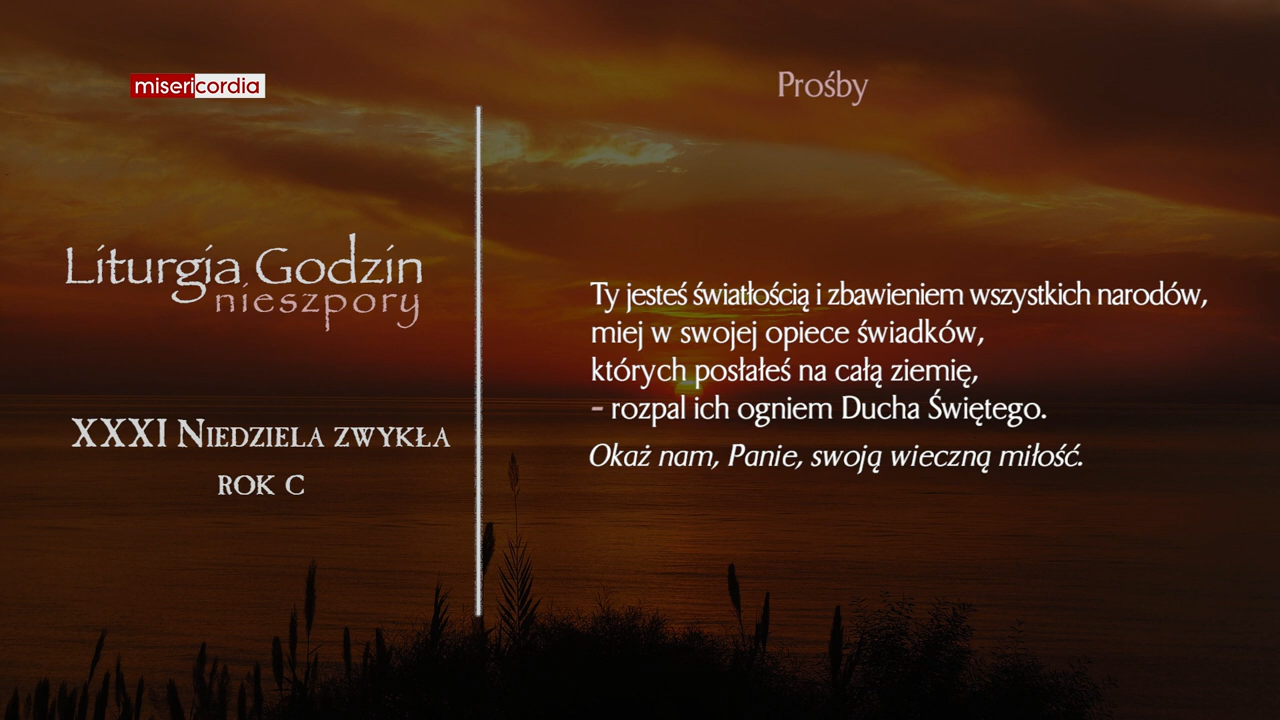 misericordia
Liturgia Godzin
nieszpory
XXXI Niedziela zwykła
rok C
Prośby
Ty jesteś światłością i zbawieniem wszystkich narodów,
miej w swojej opiece świadków,
których posłałeś na całą ziemię,
- rozpal ich ogniem Ducha Świętego.
Okaż nam, Panie, swoją wieczną miłość.